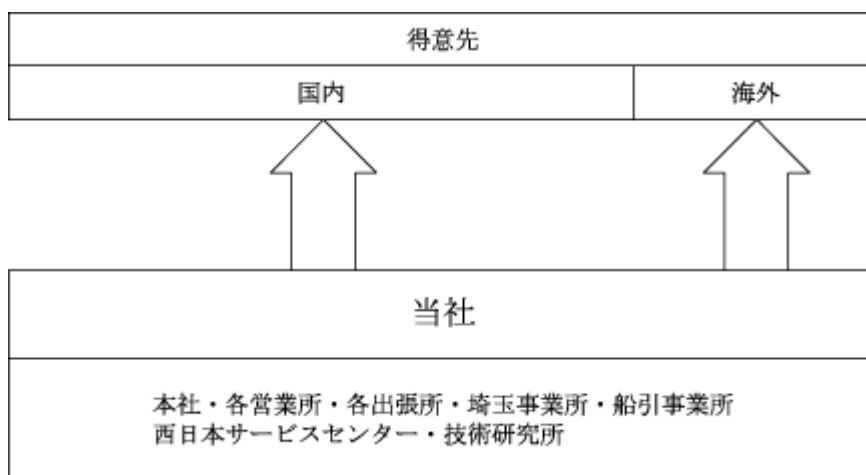 得意先
国内
海外
当社
本社・各営業所・各出張所・埼玉事業所・船引事業所
西日本サービスセンター・技術研究所